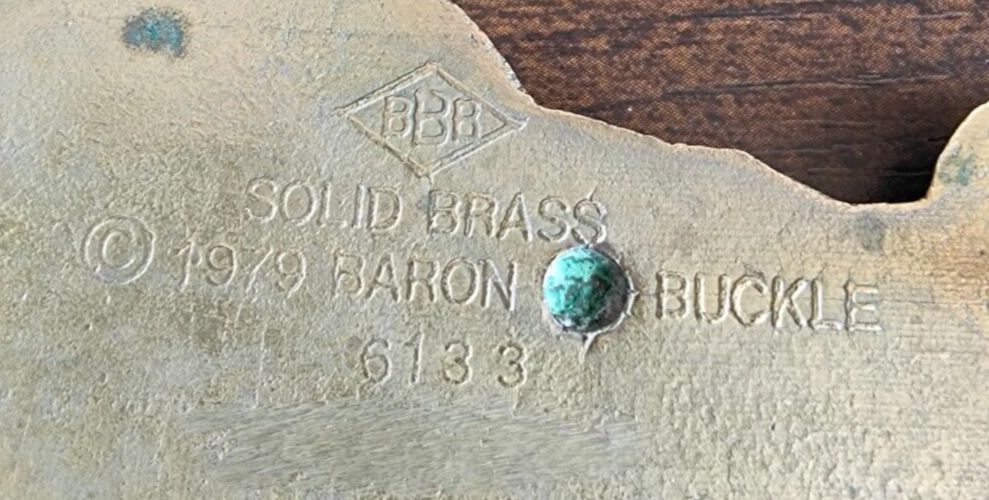 BBB
SOLID BRASS
© 1979 BARON BUCKLE
6133